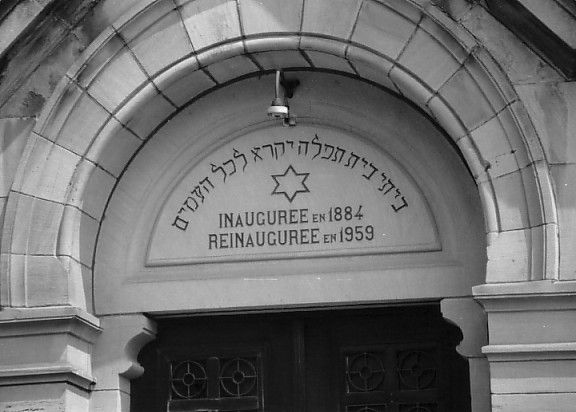 ביתי בית תפלה יקרא לכל העמים
INAUGUREE EN 1884
REINAUGUREE EN 1959